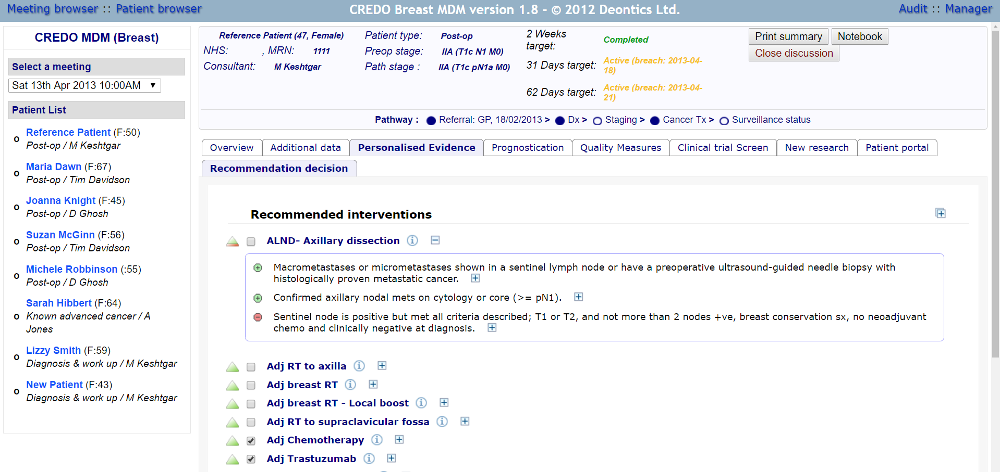 Meeting browser :: Patient browser
CREDO Breast MDM version 1.8 - © 2012 Deontics Ltd.
Audit :: Manager
CREDO MDM (Breast)
Select a meeting
Sat 13th Apr 2013 10:00AM
Patient List
Reference Patient (F:50)
Post-op / M Keshtgar
Maria Dawn (F:67)
Post-op / Tim Davidson
Joanna Knight (F:45)
Post-op / D Ghosh
Suzan McGinn (F:56)
Post-op / Tim Davidson
Michele Robbinson (:55)
Post-op / D Ghosh
Sarah Hibbert (F:64)
Known advanced cancer / A
Jones
Lizzy Smith (F:59)
Diagnosis & work up / M Keshtgar
New Patient (F:43)
Diagnosis & work up / M Keshtgar
Reference Patient (47, Female)
NHS: , MRN: 1111
Consultant: M Keshtgar
Patient type: Post-op
Preop stage: IIA (T1c N1 M0)
Path stage : IIA (T1c pN1a M0)
2 Weeks
target:
Completed
31 Days target:
Active (breach: 2013-04-
18)
62 Days target:
Active (breach: 2013-04-
21)
Print summary
Notebook
Close discussion
Pathway : Referral: GP, 18/02/2013 > Dx > Staging > Cancer Tx > Surveillance status
Overview
Additional data
Personalised Evidence
Prognostication
Quality Measures
Clinical trial Screen
New research
Patient portal
Recommendation decision
Recommended interventions
ALND- Axillary dissection
Macrometastases or micrometastases shown in a sentinel lymph node or have a preoperative ultrasound-guided needle biopsy with
histologically proven metastatic cancer.
Confirmed axillary nodal mets on cytology or core (>= pN1).
Sentinel node is positive but met all criteria described; T1 or T2, and not more than 2 nodes +ve, breast conservation sx, no neoadjuvant
chemo and clinically negative at diagnosis.
Adj RT to axilla
Adj breast RT
Adj breast RT - Local boost
Adj RT to supraclavicular fossa
Adj Chemotherapy
Adj Trastuzumab